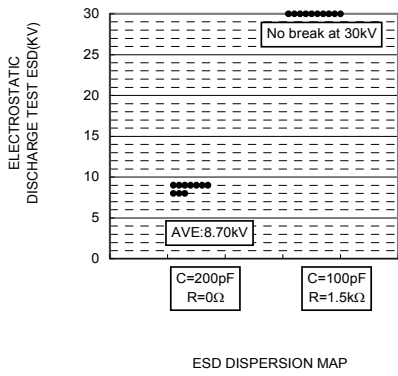 ELECTROSTATIC
DISCHARGE TEST ESD(KV)
30
25
20
15
10
5
0
No break at 30kV
AVE:8.70kV
C=200pF
R=0Ω
C=100pF
R=1.5kΩ
ESD DISPERSION MAP